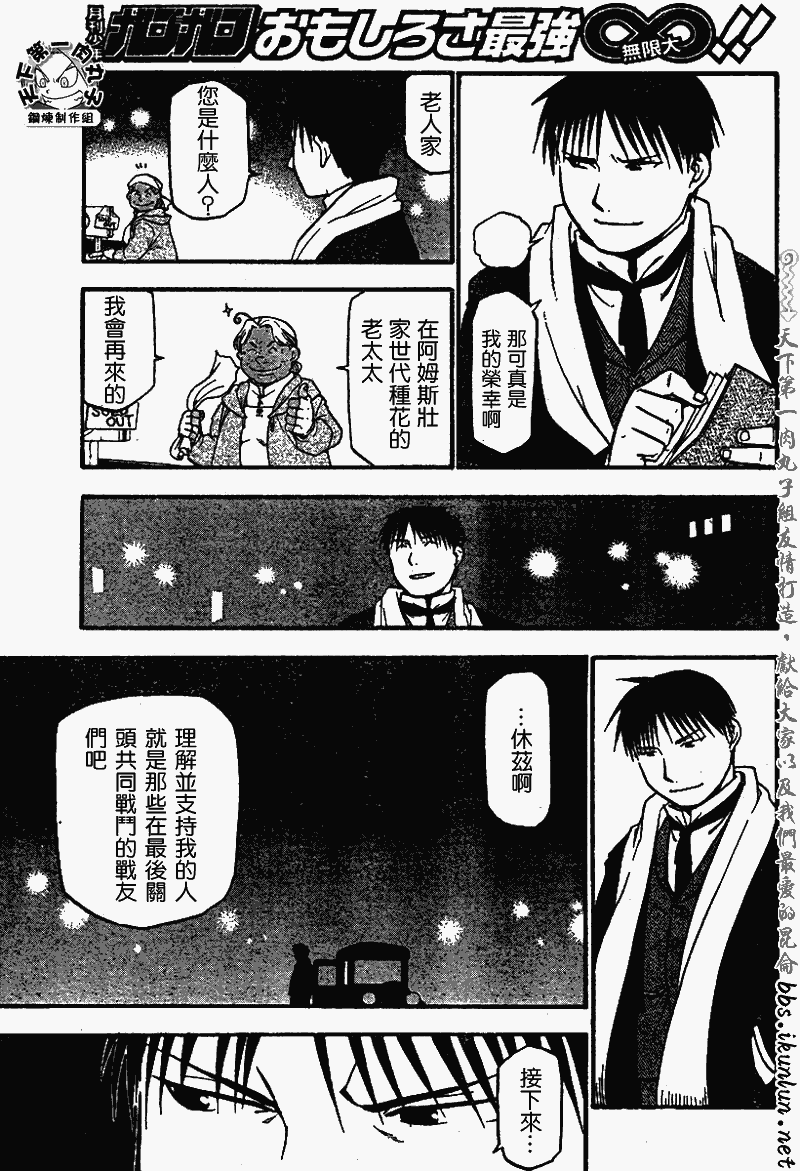 月刊少年
ガンガン
おもしろさ最強
無限大
!!
天下第一肉丸子
鋼煉制作組
那可真是
我的榮幸啊
老人家
您是什麼人?
在阿姆斯壯
家世代種花的
老太太
我會再來的
SOLD
OUT
…休茲啊
理解並支持我的人
就是那些在最後關
頭共同戰鬥的戰友
們吧
接下來…
天下第一肉丸子組友情打造,獻給大家以及我們最愛的昆侖 bbs.ikunlun.net